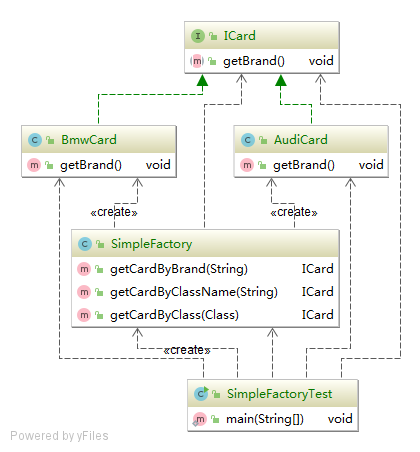 I ICard
m getBrand() void
C BmwCard
m getBrand() void
C AudiCard
m getBrand() void
«create» «create»
C SimpleFactory
m getCardByBrand(String) ICard
m getCardByClassName(String) ICard
m getCardByClass(Class) ICard
«create»
C SimpleFactoryTest
m main(String[]) void
Powered by yFiles